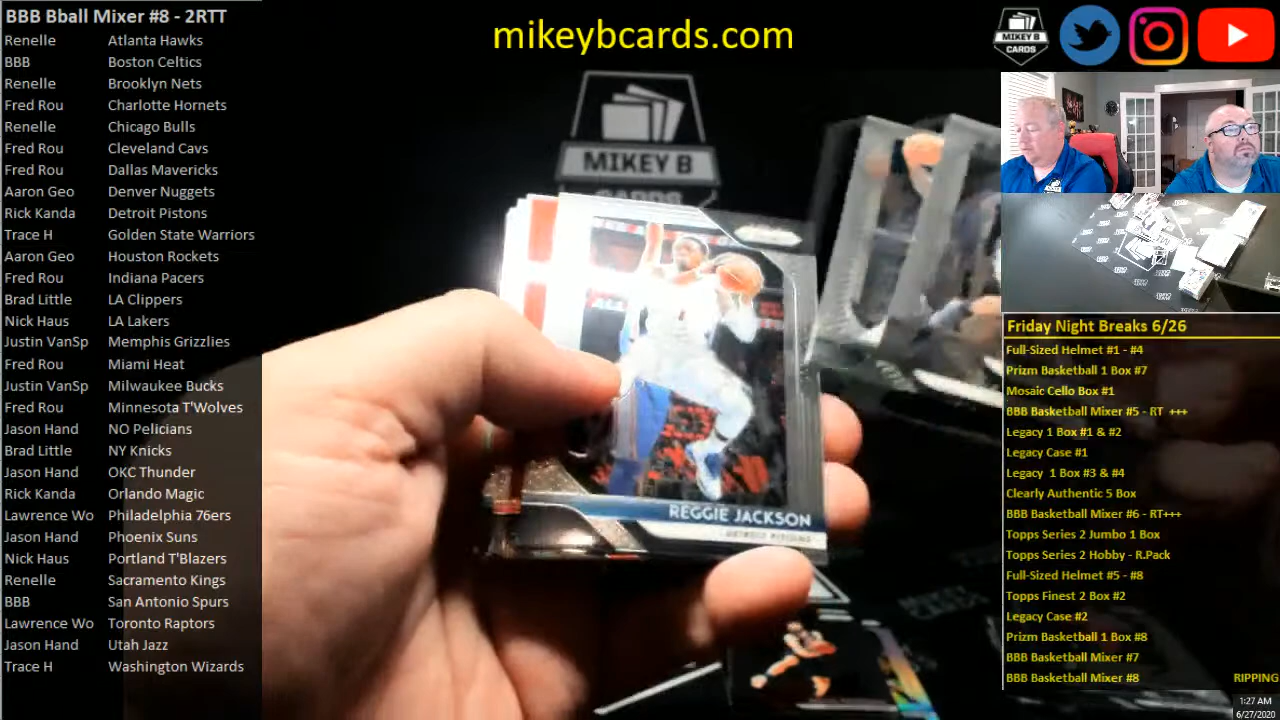 BBB Bball Mixer #8 - 2RTT
Renelle Atlanta Hawks
BBB Boston Celtics
Renelle Brooklyn Nets
Fred Rou Charlotte Hornets
Renelle Chicago Bulls
Fred Rou Cleveland Cavs
Fred Rou Dallas Mavericks
Aaron Geo Denver Nuggets
Rick Kanda Detroit Pistons
Trace H Golden State Warriors
Aaron Geo Houston Rockets
Fred Rou Indiana Pacers
Brad Little LA Clippers
Nick Haus LA Lakers
Justin VanSp Memphis Grizzlies
Fred Rou Miami Heat
Justin VanSp Milwaukee Bucks
Fred Rou Minnesota T'Wolves
Jason Hand NO Pelicians
Brad Little NY Knicks
Jason Hand OKC Thunder
Rick Kanda Orlando Magic
Lawrence Wo Philadelphia 76ers
Jason Hand Phoenix Suns
Nick Haus Portland T'Blazers
Renelle Sacramento Kings
BBB San Antonio Spurs
Lawrence Wo Toronto Raptors
Jason Hand Utah Jazz
Trace H Washington Wizards
mikeybcards.com
MIKEY B
CARDS
MIKEY B
CARDS
REGGIE JACKSON
DETROIT PISTONS
Friday Night Breaks 6/26
Full-Sized Helmet #1 - #4
Prizm Basketball 1 Box #7
Mosaic Cello Box #1
BBB Basketball Mixer #5 - RT +++
Legacy 1 Box #1 & #2
Legacy Case #1
Legacy 1 Box #3 & #4
Clearly Authentic 5 Box
BBB Basketball Mixer #6 - RT+++
Topps Series 2 Jumbo 1 Box
Topps Series 2 Hobby - R.Pack
Full-Sized Helmet #5 - #8
Topps Finest 2 Box #2
Legacy Case #2
Prizm Basketball 1 Box #8
BBB Basketball Mixer #7
BBB Basketball Mixer #8 RIPPING
1:27 AM
6/27/2020